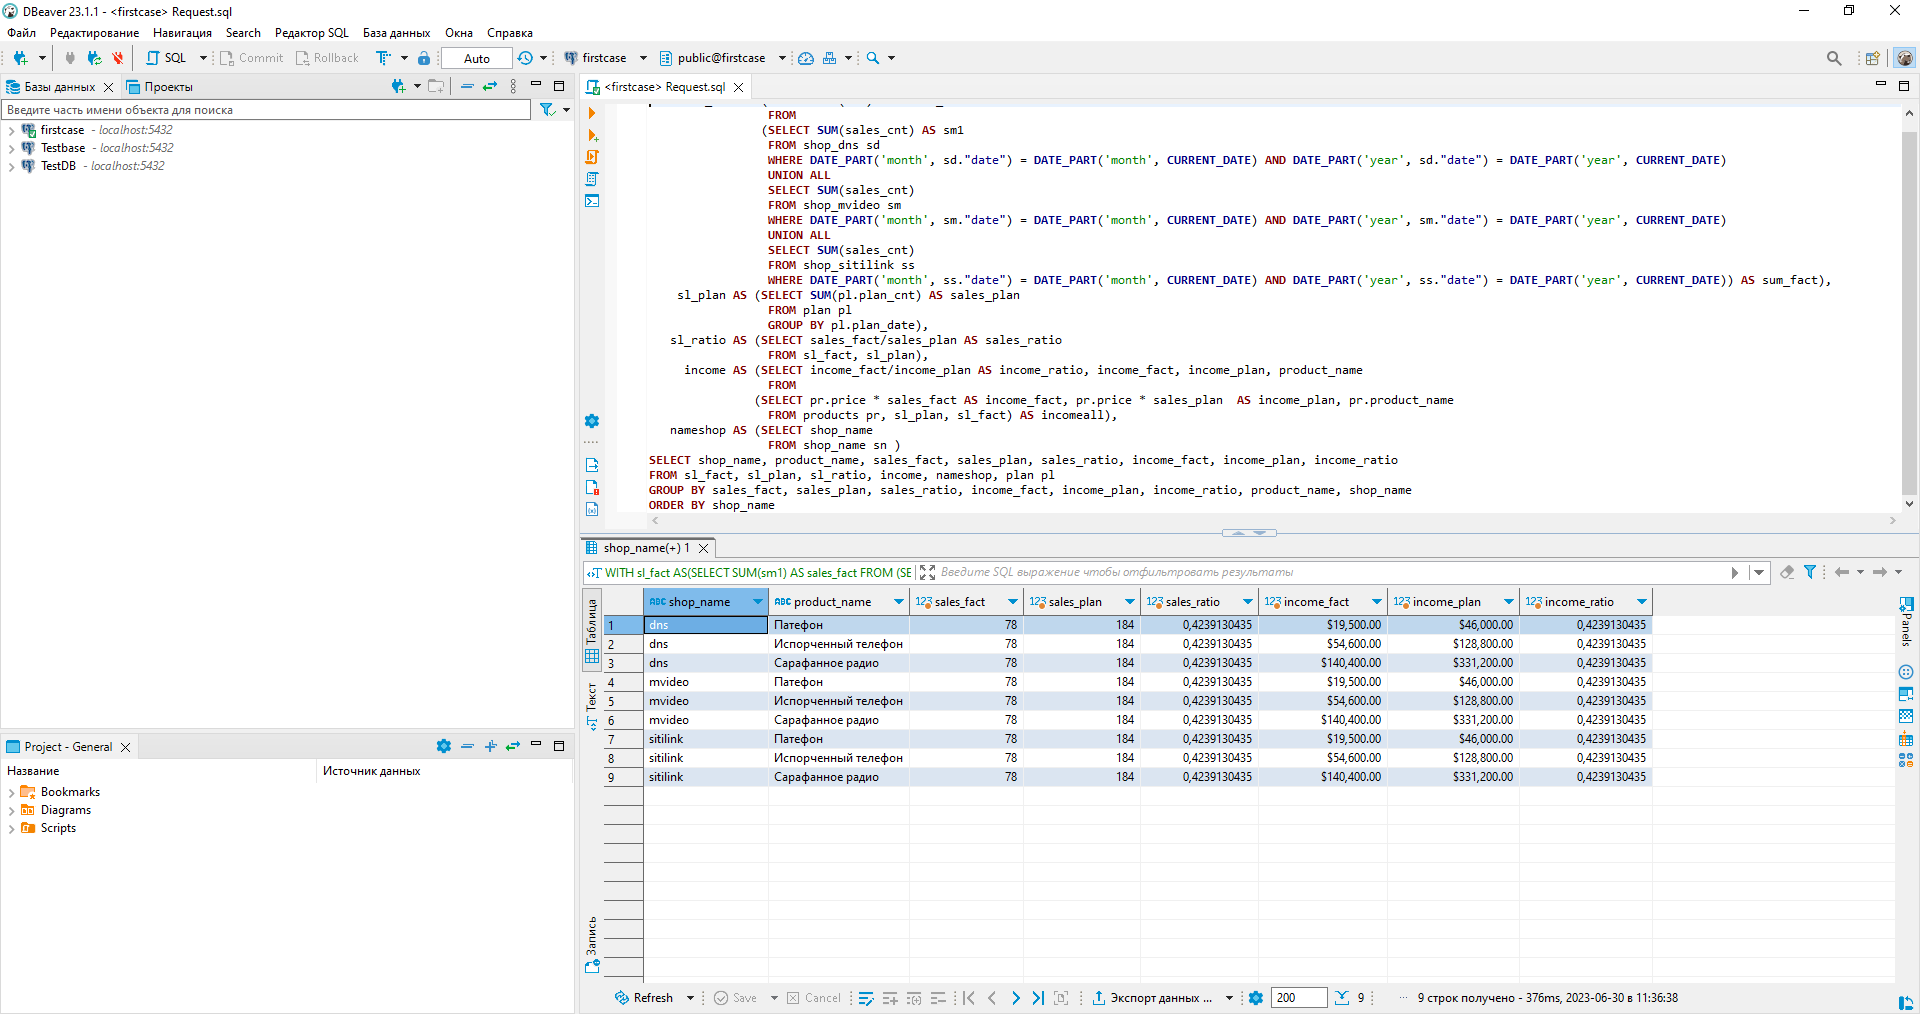 DBeaver 23.1.1 - <firstcase> Request.sql
Файл Редактирование Навигация Search Редактор SQL База данных Окна Справка
SQL Commit Rollback Auto firstcase public@firstcase
Базы данных Проекты
Введите часть имени объекта для поиска
firstcase - localhost:5432
Testbase - localhost:5432
TestDB - localhost:5432
Project - General
Название Источник данных
Bookmarks
Diagrams
Scripts
<firstcase> Request.sql
FROM
(SELECT SUM(sales_cnt) AS sm1
FROM shop_dns sd
WHERE DATE_PART('month', sd."date") = DATE_PART('month', CURRENT_DATE) AND DATE_PART('year', sd."date") = DATE_PART('year', CURRENT_DATE)
UNION ALL
SELECT SUM(sales_cnt)
FROM shop_mvideo sm
WHERE DATE_PART('month', sm."date") = DATE_PART('month', CURRENT_DATE) AND DATE_PART('year', sm."date") = DATE_PART('year', CURRENT_DATE)
UNION ALL
SELECT SUM(sales_cnt)
FROM shop_sitilink ss
WHERE DATE_PART('month', ss."date") = DATE_PART('month', CURRENT_DATE) AND DATE_PART('year', ss."date") = DATE_PART('year', CURRENT_DATE)) AS sum_fact),
sl_plan AS (SELECT SUM(pl.plan_cnt) AS sales_plan
FROM plan pl
GROUP BY pl.plan_date),
sl_ratio AS (SELECT sales_fact/sales_plan AS sales_ratio
FROM sl_fact, sl_plan),
income AS (SELECT income_fact/income_plan AS income_ratio, income_fact, income_plan, product_name
FROM
(SELECT pr.price * sales_fact AS income_fact, pr.price * sales_plan  AS income_plan, pr.product_name
FROM products pr, sl_plan, sl_fact) AS incomeall),
nameshop AS (SELECT shop_name
FROM shop_name sn )
SELECT shop_name, product_name, sales_fact, sales_plan, sales_ratio, income_fact, income_plan, income_ratio
FROM sl_fact, sl_plan, sl_ratio, income, nameshop, plan pl
GROUP BY sales_fact, sales_plan, sales_ratio, income_fact, income_plan, income_ratio, product_name, shop_name
ORDER BY shop_name
shop_name(+) 1
WITH sl_fact AS(SELECT SUM(sm1) AS sales_fact FROM (SE Введите SQL выражение чтобы отфильтровать результаты
Таблица
Текст
Запись
Panels
ABC shop_name ABC product_name 123 sales_fact 123 sales_plan 123 sales_ratio 123 income_fact 123 income_plan 123 income_ratio
1 dns Патефон 78 184 0,4239130435 $19,500.00 $46,000.00 0,4239130435
2 dns Испорченный телефон 78 184 0,4239130435 $54,600.00 $128,800.00 0,4239130435
3 dns Сарафанное радио 78 184 0,4239130435 $140,400.00 $331,200.00 0,4239130435
4 mvideo Патефон 78 184 0,4239130435 $19,500.00 $46,000.00 0,4239130435
5 mvideo Испорченный телефон 78 184 0,4239130435 $54,600.00 $128,800.00 0,4239130435
6 mvideo Сарафанное радио 78 184 0,4239130435 $140,400.00 $331,200.00 0,4239130435
7 sitilink Патефон 78 184 0,4239130435 $19,500.00 $46,000.00 0,4239130435
8 sitilink Испорченный телефон 78 184 0,4239130435 $54,600.00 $128,800.00 0,4239130435
9 sitilink Сарафанное радио 78 184 0,4239130435 $140,400.00 $331,200.00 0,4239130435
Refresh Save Cancel Экспорт данных ... 200 9 ··· 9 строк получено - 376ms, 2023-06-30 в 11:36:38